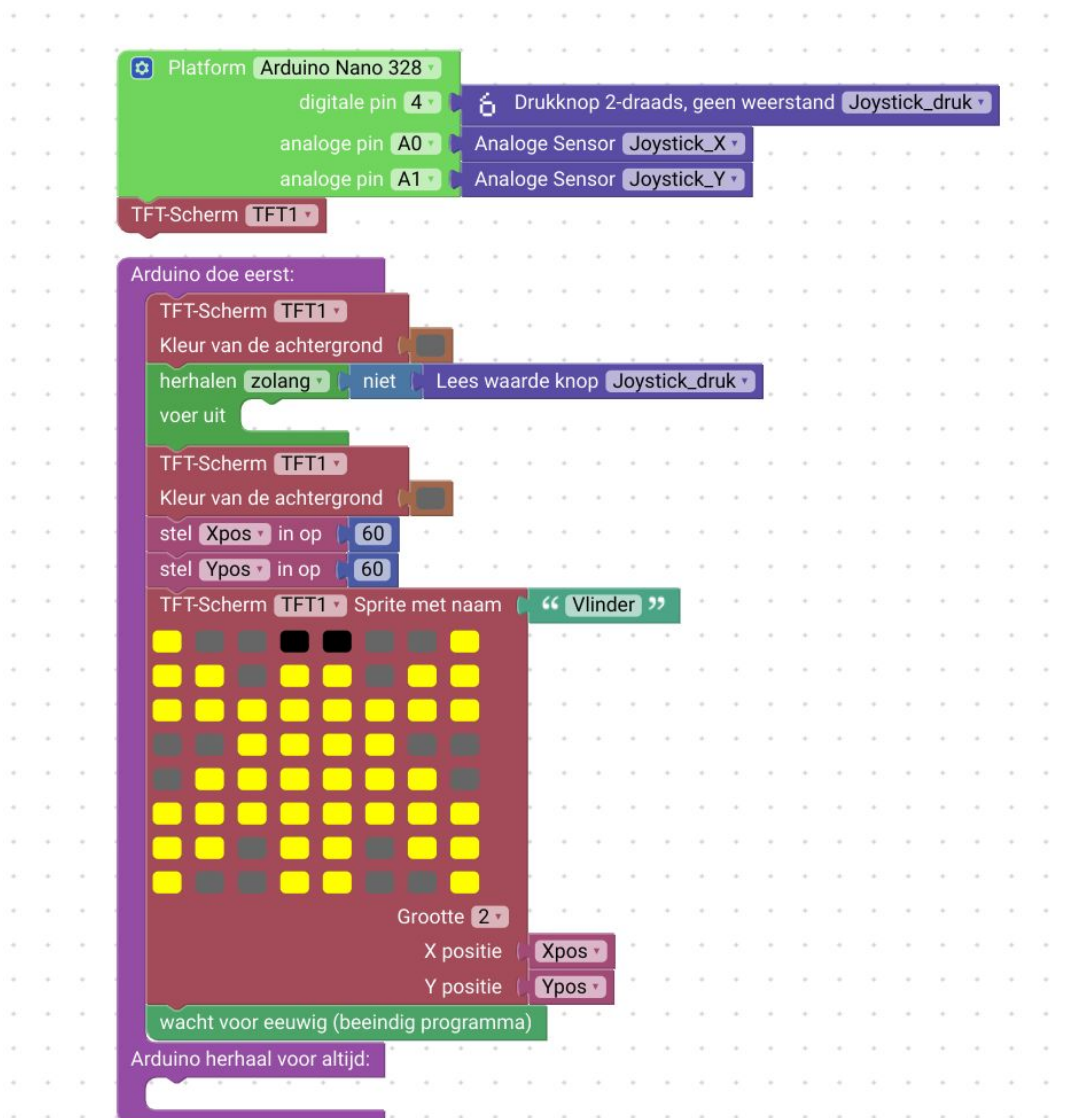 Platform Arduino Nano 328
digitale pin 4 Drukknop 2-draads, geen weerstand Joystick_druk
analoge pin A0 Analoge Sensor Joystick_X
analoge pin A1 Analoge Sensor Joystick_Y
TFT-Scherm TFT1
Arduino doe eerst:
TFT-Scherm TFT1
Kleur van de achtergrond
herhalen zolang niet Lees waarde knop Joystick_druk
voer uit
TFT-Scherm TFT1
Kleur van de achtergrond
stel Xpos in op 60
stel Ypos in op 60
TFT-Scherm TFT1 Sprite met naam “ Vlinder ”
Grootte 2
X positie Xpos
Y positie Ypos
wacht voor eeuwig (beeindig programma)
Arduino herhaal voor altijd: